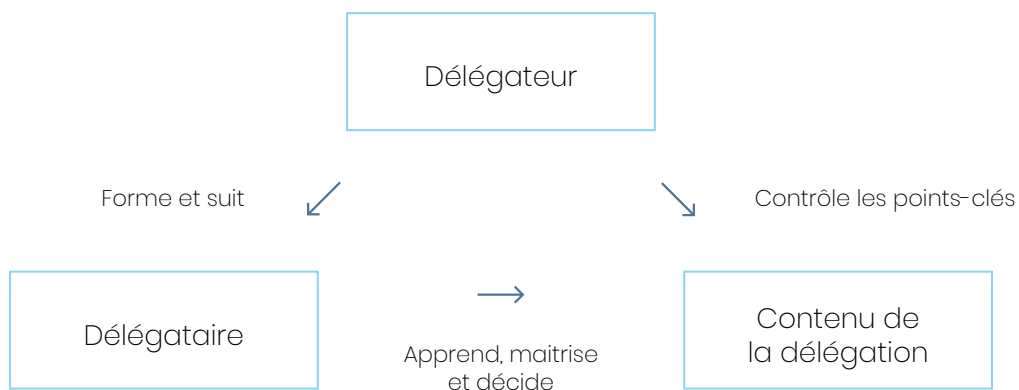 Délégateur
Forme et suit
Contrôle les points-clés
Délégataire
Apprend, maitrise
et décide
Contenu de
la délégation